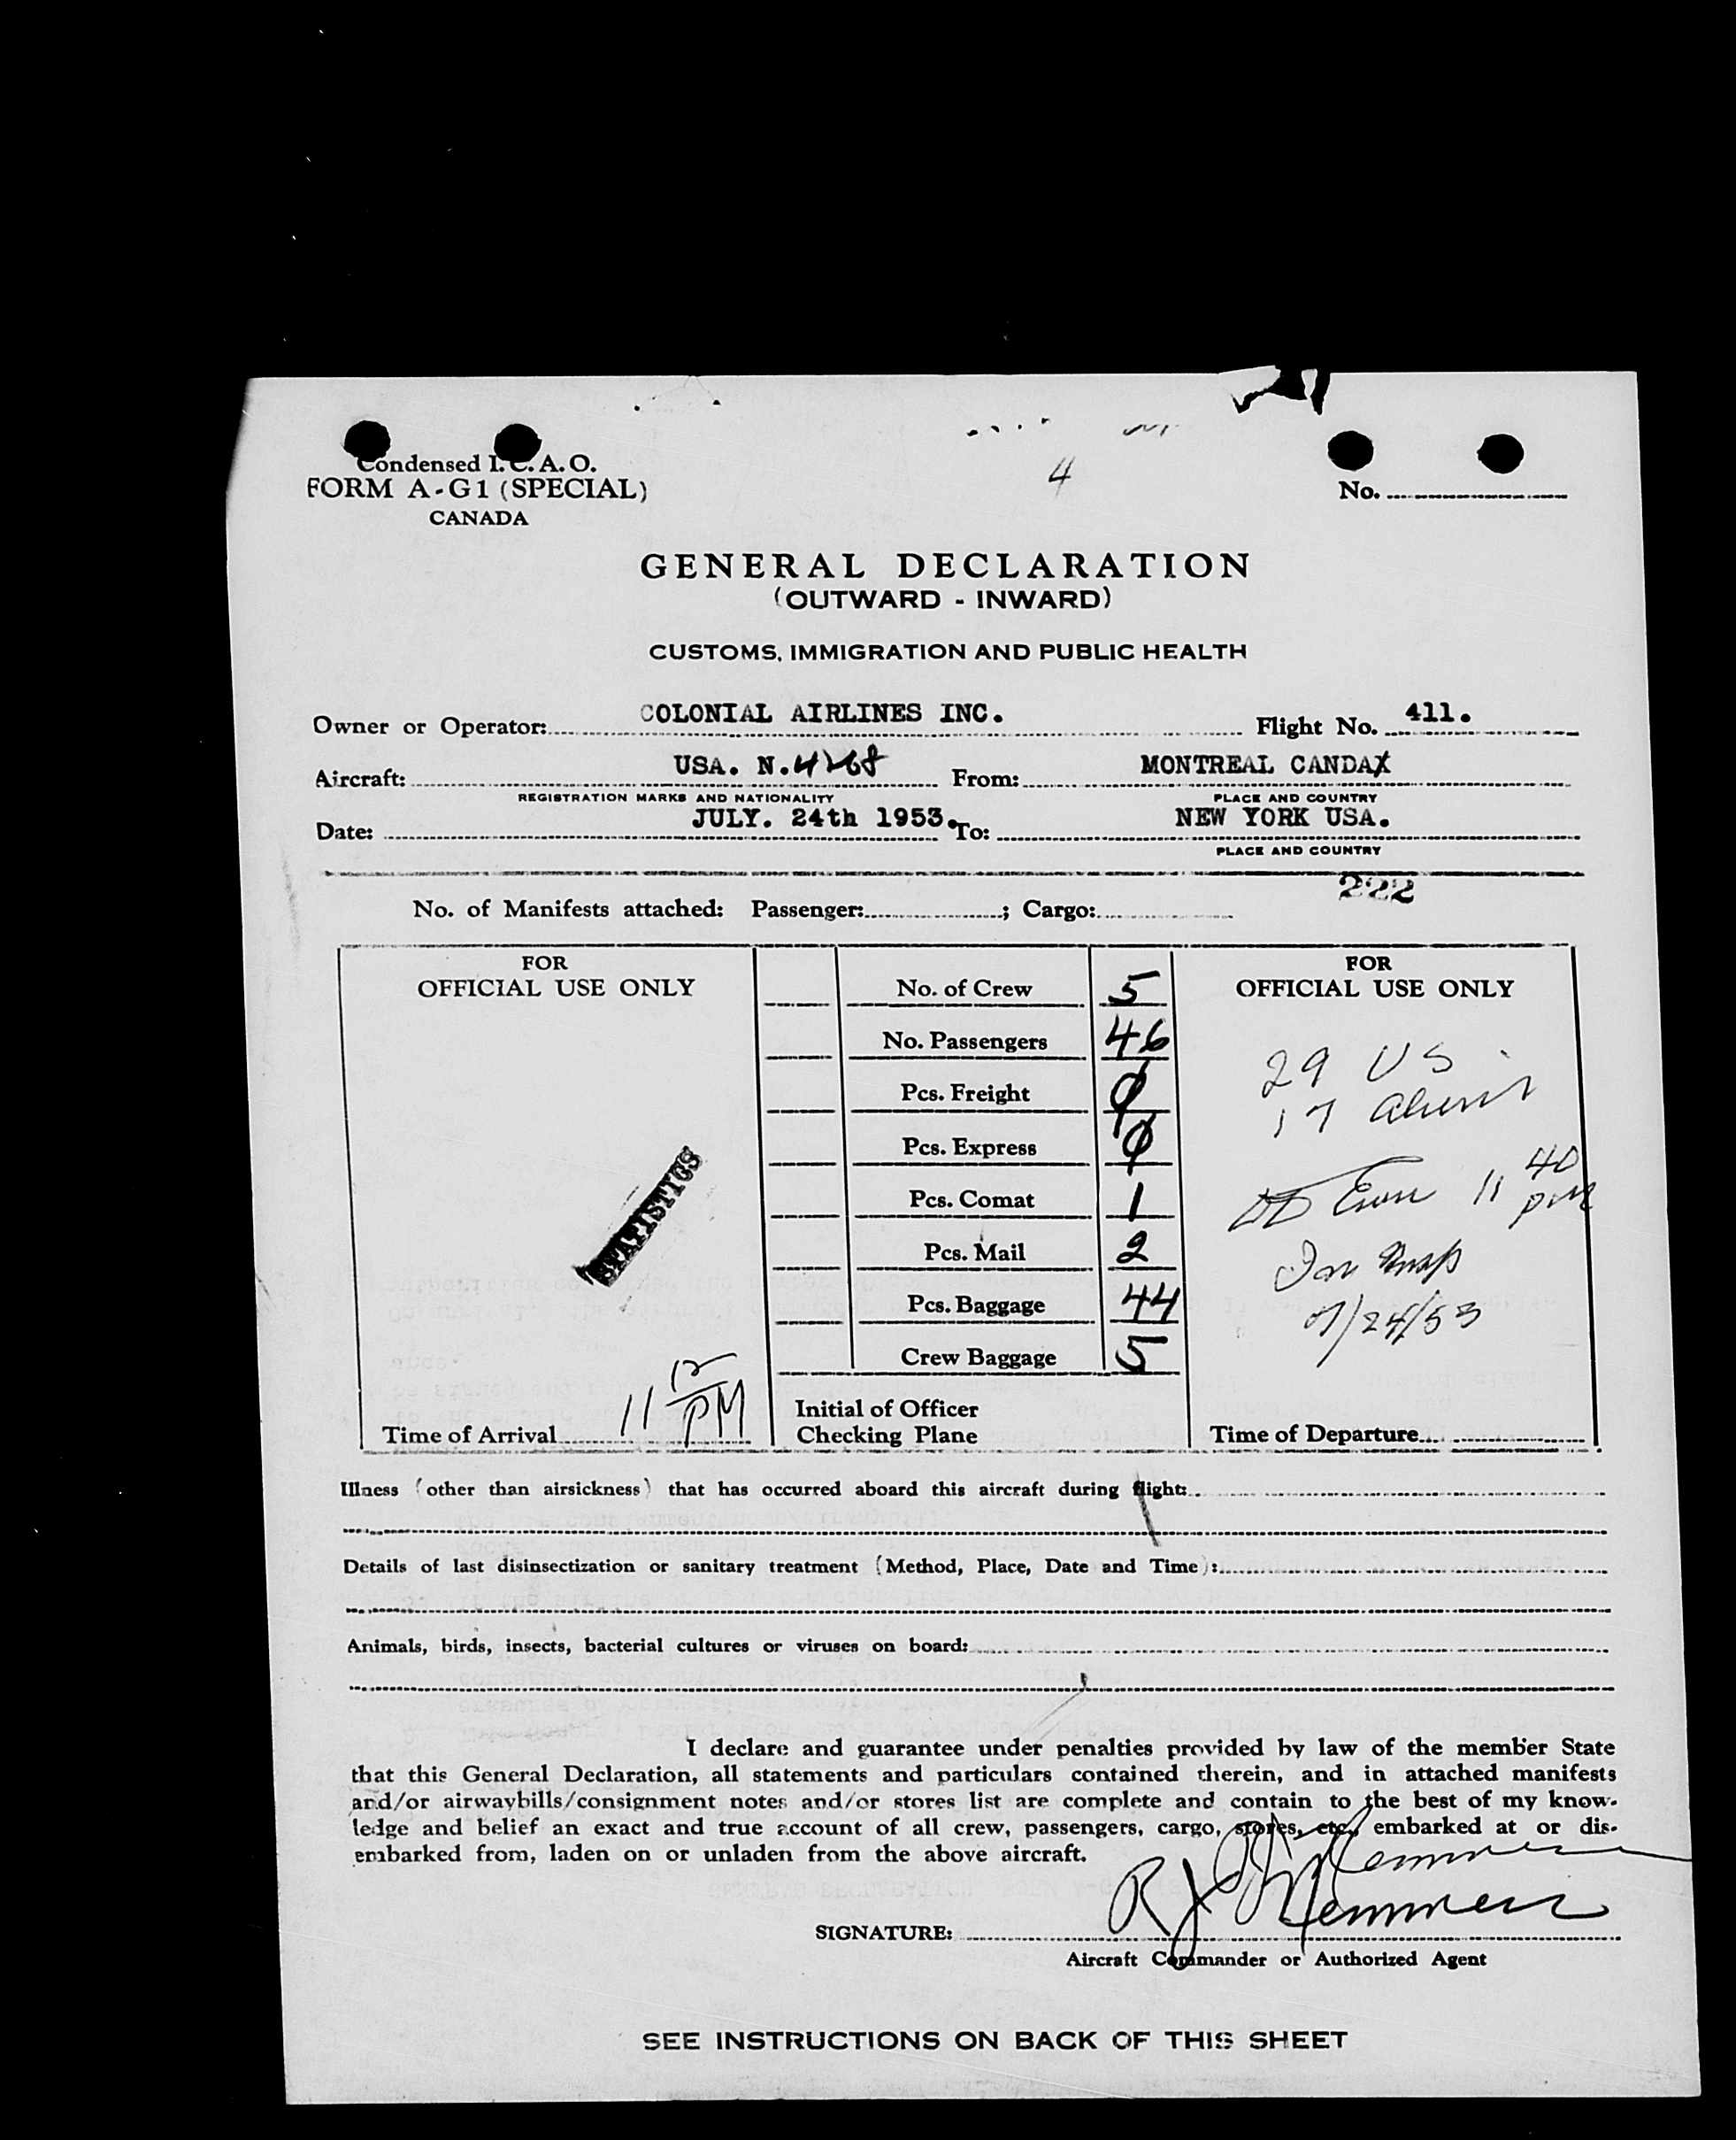 Condensed I.C.A.O.
FORM A-G1 (SPECIAL)
CANADA
4
No.
GENERAL DECLARATION
(OUTWARD - INWARD)
CUSTOMS, IMMIGRATION AND PUBLIC HEALTH
Owner or Operator: COLONIAL AIRLINES INC. Flight No. 411.
Aircraft: USA. N. From: MONTREAL CANDA
REGISTRATION MARKS AND NATIONALITY PLACE AND COUNTRY
Date: JULY. 24th 1953. To: NEW YORK USA.
PLACE AND COUNTRY
222
No. of Manifests attached: Passenger: ; Cargo:
FOR
OFFICIAL USE ONLY
STATISTICS
Time of Arrival 11 12 PM
No. of Crew 5
No. Passengers 46
Pcs. Freight 0
Pcs. Express 0
Pcs. Comat 1
Pcs. Mail 2
Pcs. Baggage 44
Crew Baggage 5
Initial of Officer
Checking Plane
FOR
OFFICIAL USE ONLY
29 US
17 aliens
11 40 pm
Insp
7/24/53
Time of Departure
Illness (other than airsickness) that has occurred aboard this aircraft during flight:
Details of last disinsectization or sanitary treatment (Method, Place, Date and Time):
Animals, birds, insects, bacterial cultures or viruses on board:
I declare and guarantee under penalties provided by law of the member State
that this General Declaration, all statements and particulars contained therein, and in attached manifests
and/or airwaybills/consignment notes and/or stores list are complete and contain to the best of my know-
ledge and belief an exact and true account of all crew, passengers, cargo, stores, etc., embarked at or dis-
embarked from, laden on or unladen from the above aircraft.
SIGNATURE:
Aircraft Commander or Authorized Agent
SEE INSTRUCTIONS ON BACK OF THIS SHEET